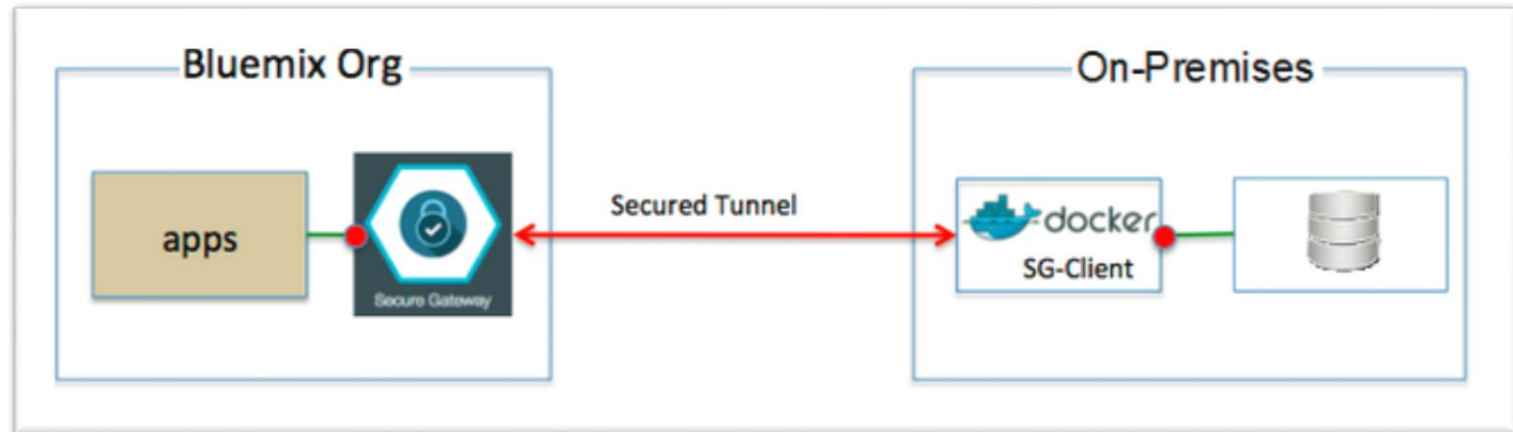 Bluemix Org
On-Premises
apps
Secure Gateway
Secured Tunnel
docker
SG-Client